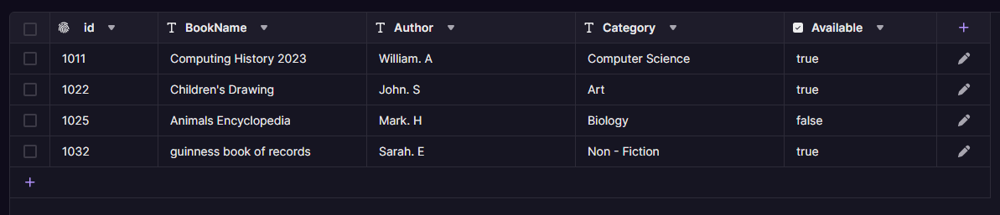 id BookName Author Category Available
1011 Computing History 2023 William. A Computer Science true
1022 Children's Drawing John. S Art true
1025 Animals Encyclopedia Mark. H Biology false
1032 guinness book of records Sarah. E Non - Fiction true